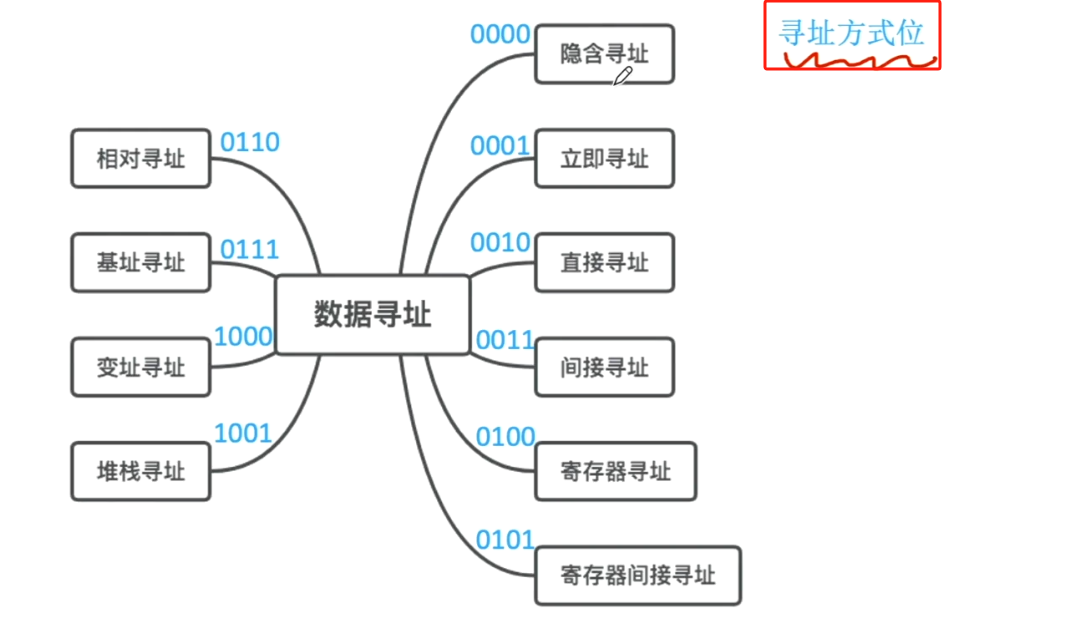 寻址方式位
0000
隐含寻址
0001
立即寻址
0010
直接寻址
0011
间接寻址
0100
寄存器寻址
0101
寄存器间接寻址
数据寻址
0110
相对寻址
0111
基址寻址
1000
变址寻址
1001
堆栈寻址